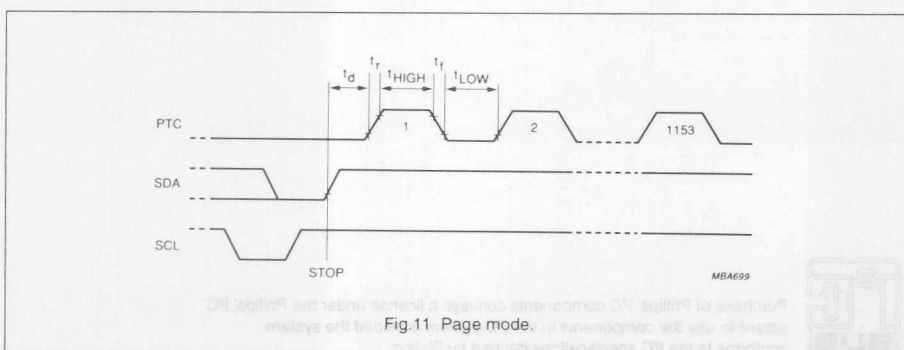 t_d t_r t_HIGH t_f t_LOW
PTC 1 2 1153
SDA
SCL
STOP
MBA699
Fig.11 Page mode.
Purchase of Philips' I²C components conveys a license under the Philips' I²C
patent to use the components in the I²C system provided the system
conforms to the I²C specifications defined by Philips.